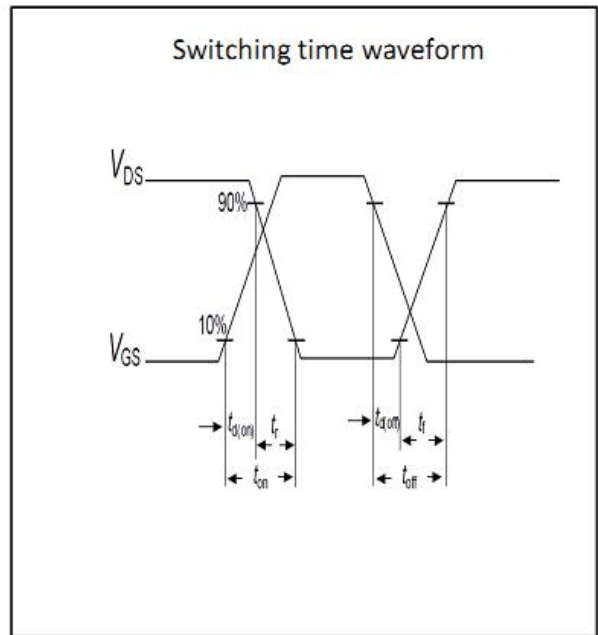 Switching time waveform
VDS
90%
10%
VGS
td(on) tr td(off) tf
ton toff